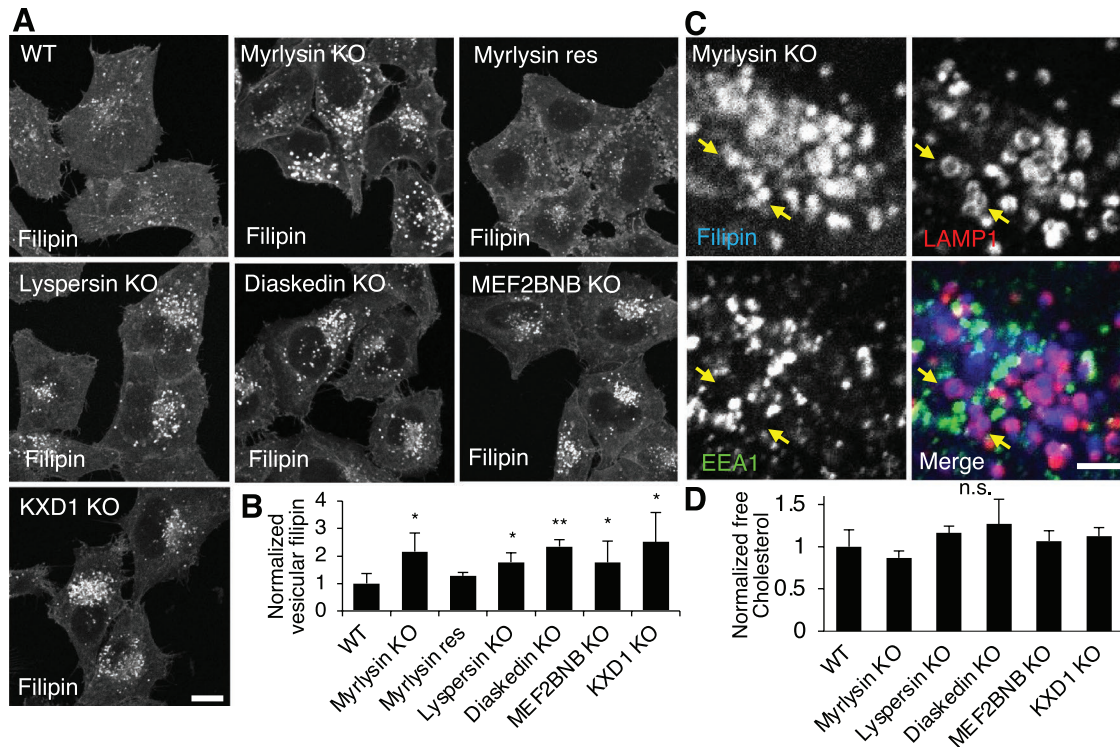 A
WT
Filipin
Myrlysin KO
Filipin
Myrlysin res
Filipin
Lyspersin KO
Filipin
Diaskedin KO
Filipin
MEF2BNB KO
Filipin
KXD1 KO
Filipin
B
Normalized
vesicular filipin
4
3
2
1
0
*
*
**
*
*
WT
Myrlysin KO
Myrlysin res
Lyspersin KO
Diaskedin KO
MEF2BNB KO
KXD1 KO
C
Myrlysin KO
Filipin
LAMP1
EEA1
Merge
D
Normalized free
Cholesterol
n.s.
1.5
1
0.5
0
WT
Myrlysin KO
Lyspersin KO
Diaskedin KO
MEF2BNB KO
KXD1 KO